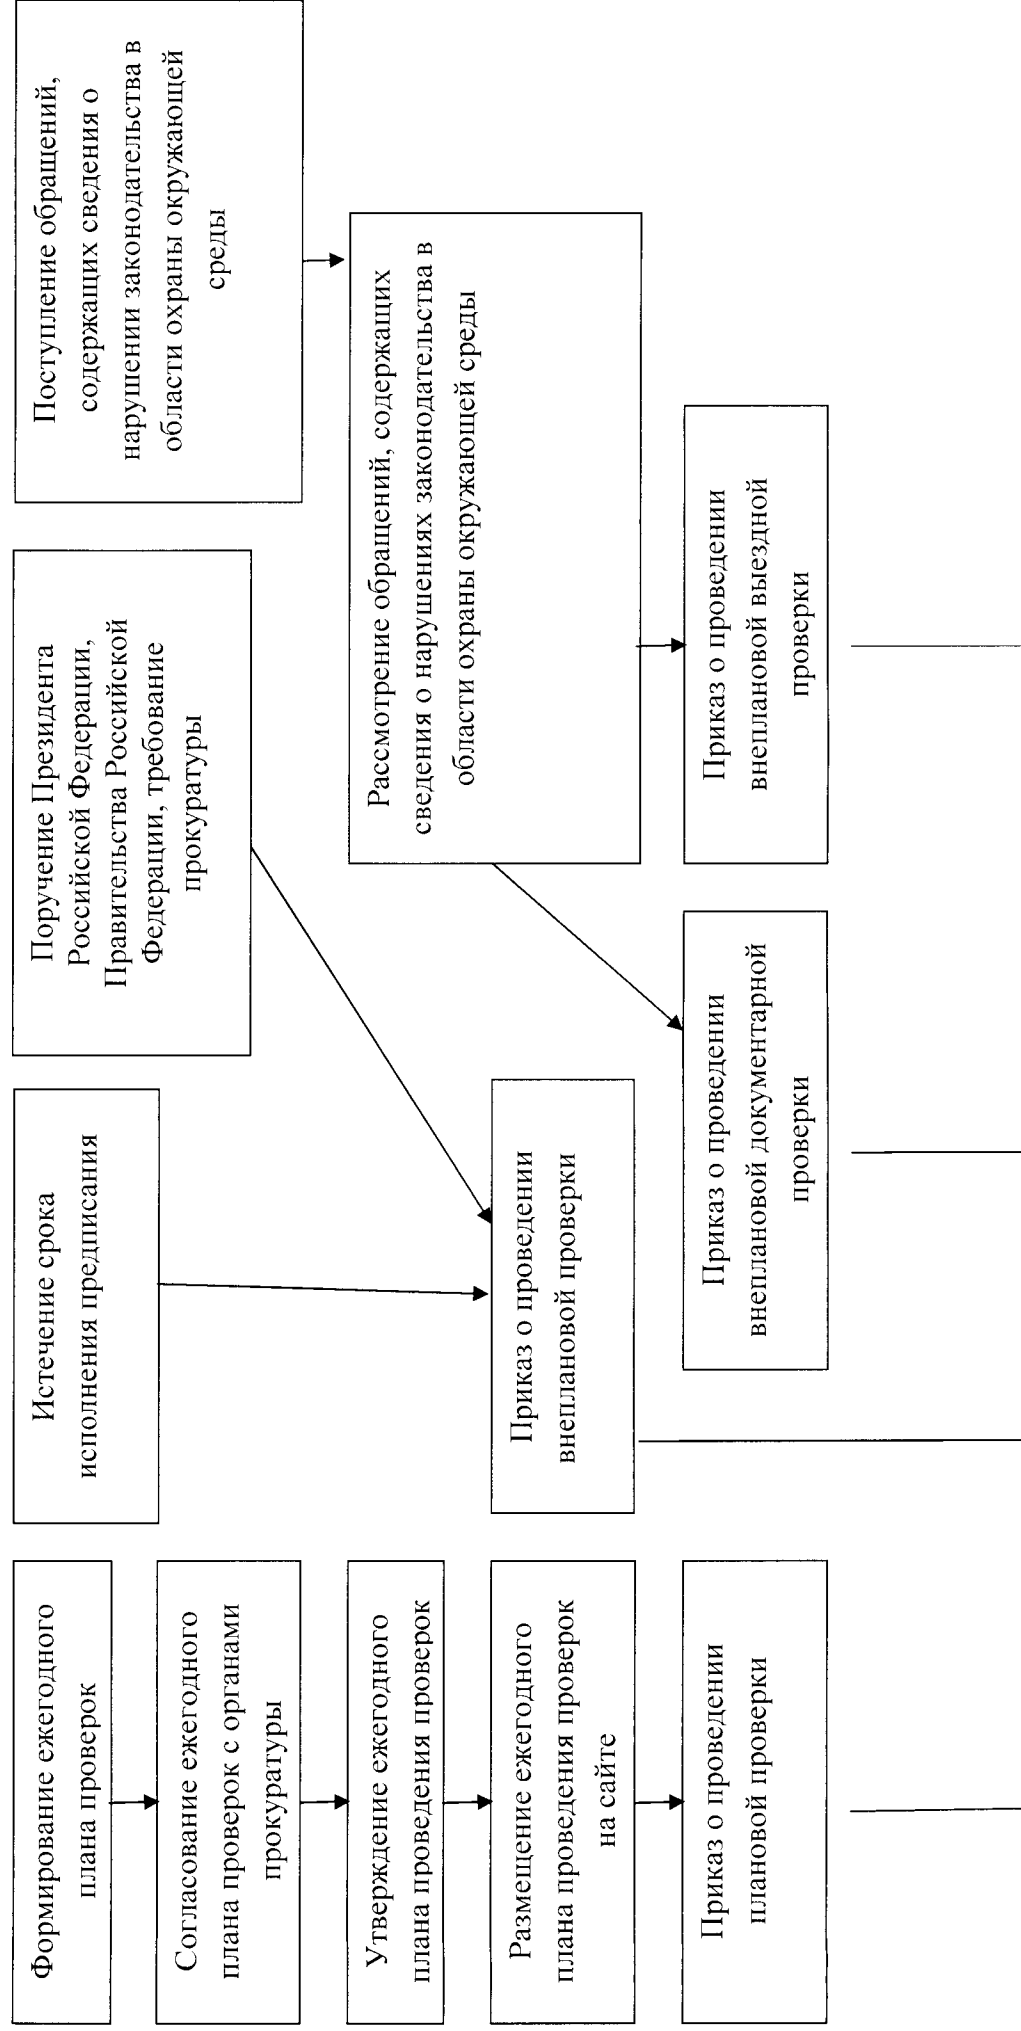 Формирование ежегодного
плана проверок
Согласование ежегодного
плана проверок с органами
прокуратуры
Утверждение ежегодного
плана проведения проверок
Размещение ежегодного
плана проведения проверок
на сайте
Приказ о проведении
плановой проверки
Истечение срока
исполнения предписания
Поручение Президента
Российской Федерации,
Правительства Российской
Федерации, требование
прокуратуры
Приказ о проведении
внеплановой проверки
Поступление обращений,
содержащих сведения о
нарушении законодательства в
области охраны окружающей
среды
Рассмотрение обращений, содержащих
сведения о нарушениях законодательства в
области охраны окружающей среды
Приказ о проведении
внеплановой документарной
проверки
Приказ о проведении
внеплановой выездной
проверки